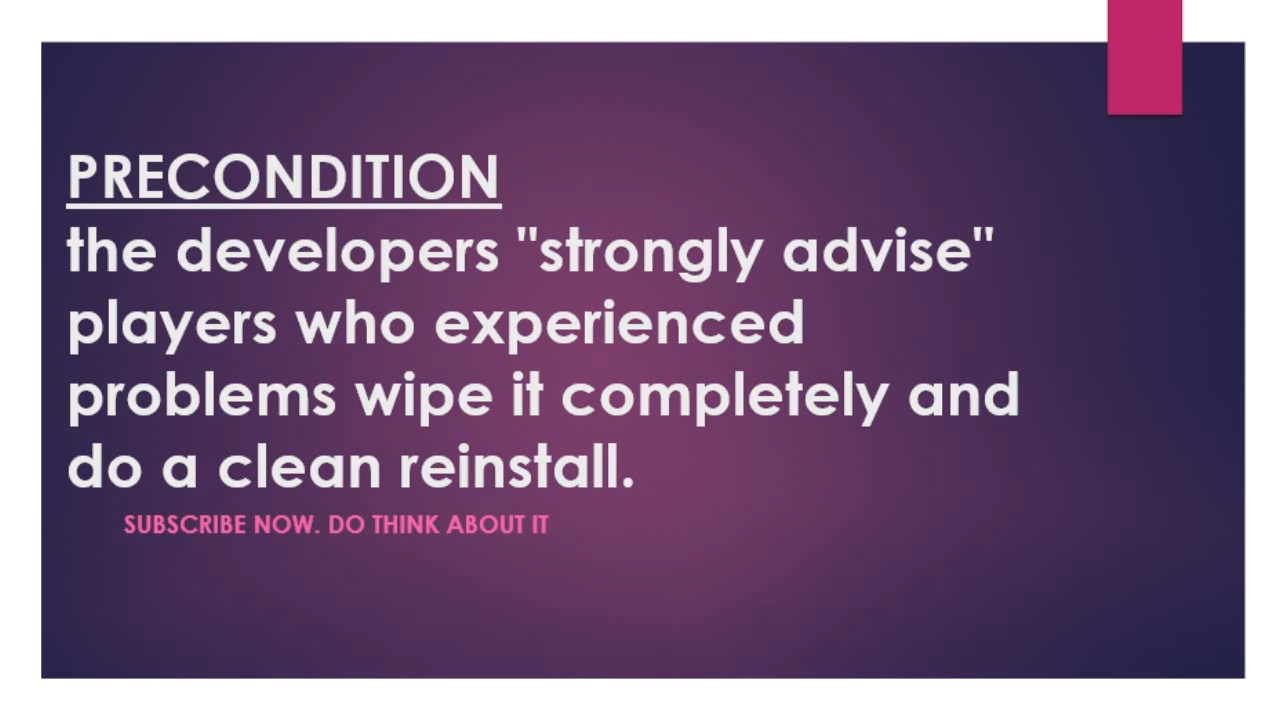 PRECONDITION
the developers "strongly advise"
players who experienced
problems wipe it completely and
do a clean reinstall.
SUBSCRIBE NOW. DO THINK ABOUT IT